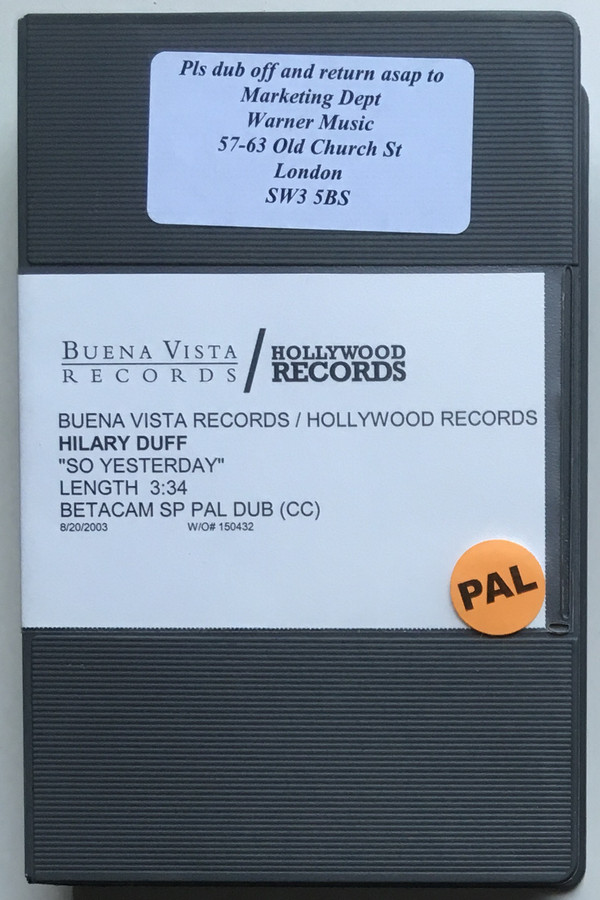 Pls dub off and return asap to
Marketing Dept
Warner Music
57-63 Old Church St
London
SW3 5BS
BUENA VISTA RECORDS / HOLLYWOOD RECORDS
BUENA VISTA RECORDS / HOLLYWOOD RECORDS
HILARY DUFF
"SO YESTERDAY"
LENGTH 3:34
BETACAM SP PAL DUB (CC)
8/20/2003 W/O# 150432
PAL